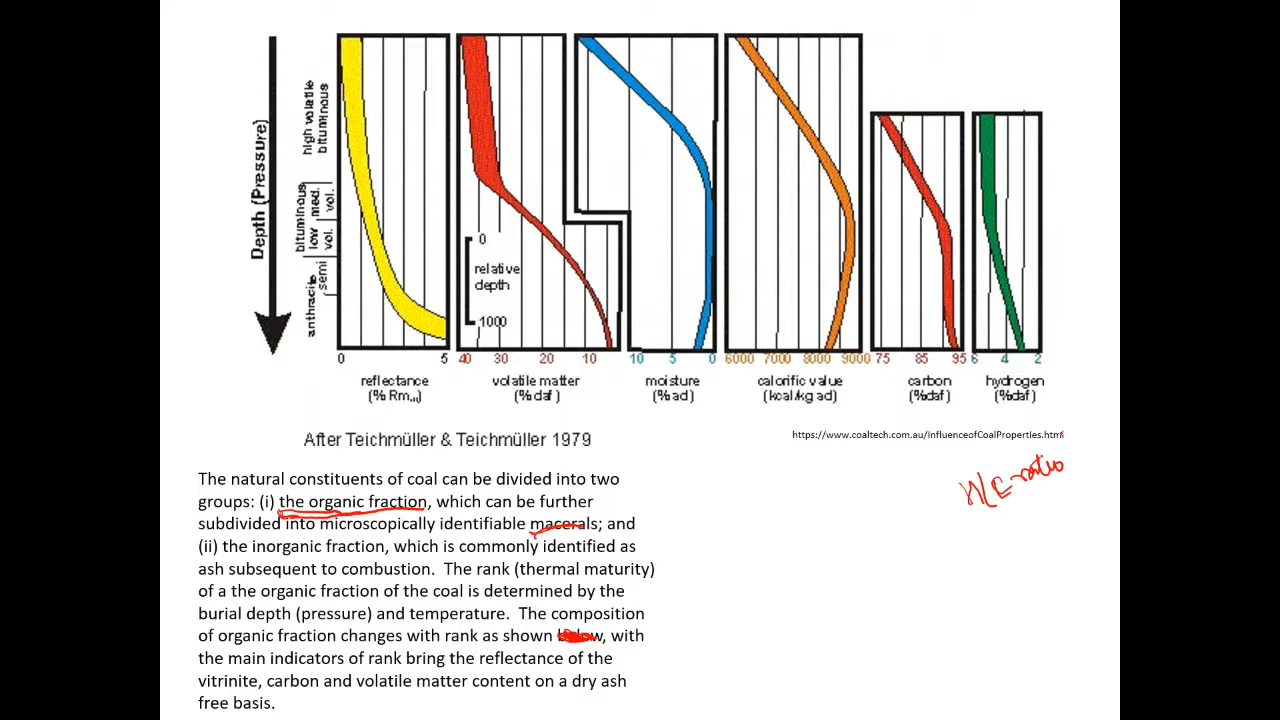 Depth (Pressure)
high volatile
bituminous
bituminous
med.
vol.
low
vol.
semi
anthracite
0
relative
depth
1000
0 5
40 30 20 10
10 5 0
6000 7000 8000 9000
75 85 95
6 4 2
reflectance
volatile matter
moisture
calorific value
carbon
hydrogen
(% daf)
(% ad)
(kcal/kg ad)
(%daf)
(%daf)
After Teichmüller & Teichmüller 1979
https://www.coaltech.com.au/InfluenceofCoalProperties.html
H/C ratio
The natural constituents of coal can be divided into two
groups: (i) the organic fraction, which can be further
subdivided into microscopically identifiable macerals; and
(ii) the inorganic fraction, which is commonly identified as
ash subsequent to combustion. The rank (thermal maturity)
of a the organic fraction of the coal is determined by the
burial depth (pressure) and temperature. The composition
of organic fraction changes with rank as shown below, with
the main indicators of rank bring the reflectance of the
vitrinite, carbon and volatile matter content on a dry ash
free basis.